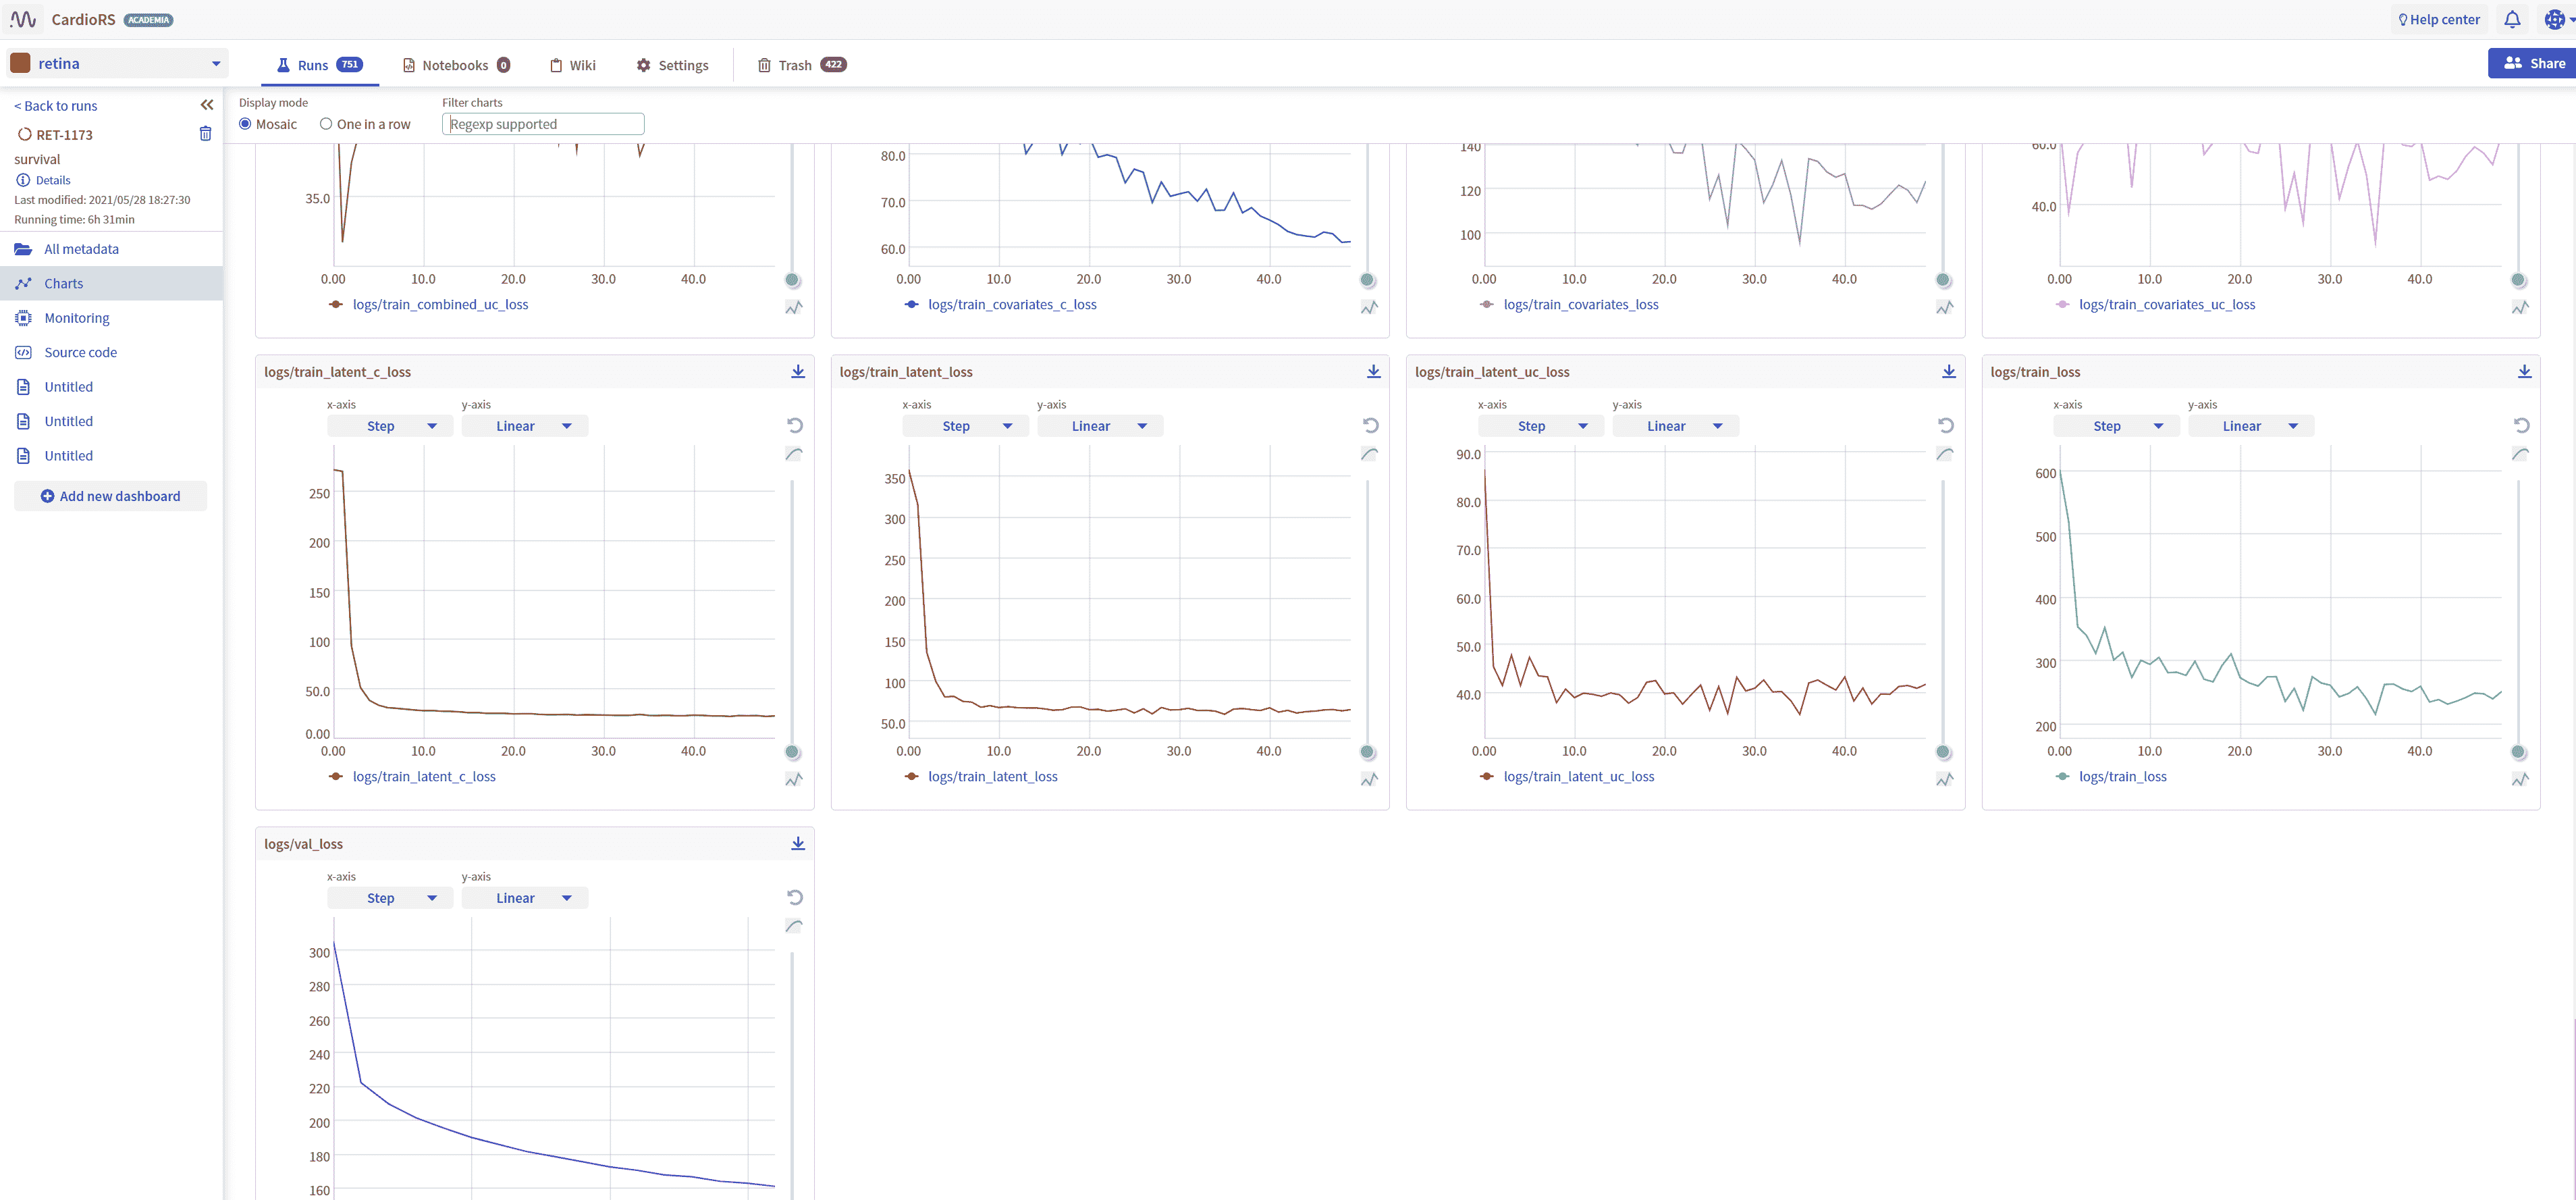 CardioRS ACADEMIA
Help center
retina
Runs 751 Notebooks 0 Wiki Settings Trash 422
Share
< Back to runs
RET-1173
survival
Details
Last modified: 2021/05/28 18:27:30
Running time: 6h 31min
All metadata
Charts
Monitoring
Source code
Untitled
Untitled
Untitled
Add new dashboard
Display mode
Mosaic One in a row
Filter charts
Regexp supported
35.0
0.00 10.0 20.0 30.0 40.0
logs/train_combined_uc_loss
80.0
70.0
60.0
0.00 10.0 20.0 30.0 40.0
logs/train_covariates_c_loss
140
120
100
0.00 10.0 20.0 30.0 40.0
logs/train_covariates_loss
60.0
40.0
0.00 10.0 20.0 30.0 40.0
logs/train_covariates_uc_loss
logs/train_latent_c_loss
x-axis y-axis
Step Linear
250
200
150
100
50.0
0.00
0.00 10.0 20.0 30.0 40.0
logs/train_latent_c_loss
logs/train_latent_loss
x-axis y-axis
Step Linear
350
300
250
200
150
100
50.0
0.00 10.0 20.0 30.0 40.0
logs/train_latent_loss
logs/train_latent_uc_loss
x-axis y-axis
Step Linear
90.0
80.0
70.0
60.0
50.0
40.0
0.00 10.0 20.0 30.0 40.0
logs/train_latent_uc_loss
logs/train_loss
x-axis y-axis
Step Linear
600
500
400
300
200
0.00 10.0 20.0 30.0 40.0
logs/train_loss
logs/val_loss
x-axis y-axis
Step Linear
300
280
260
240
220
200
180
160